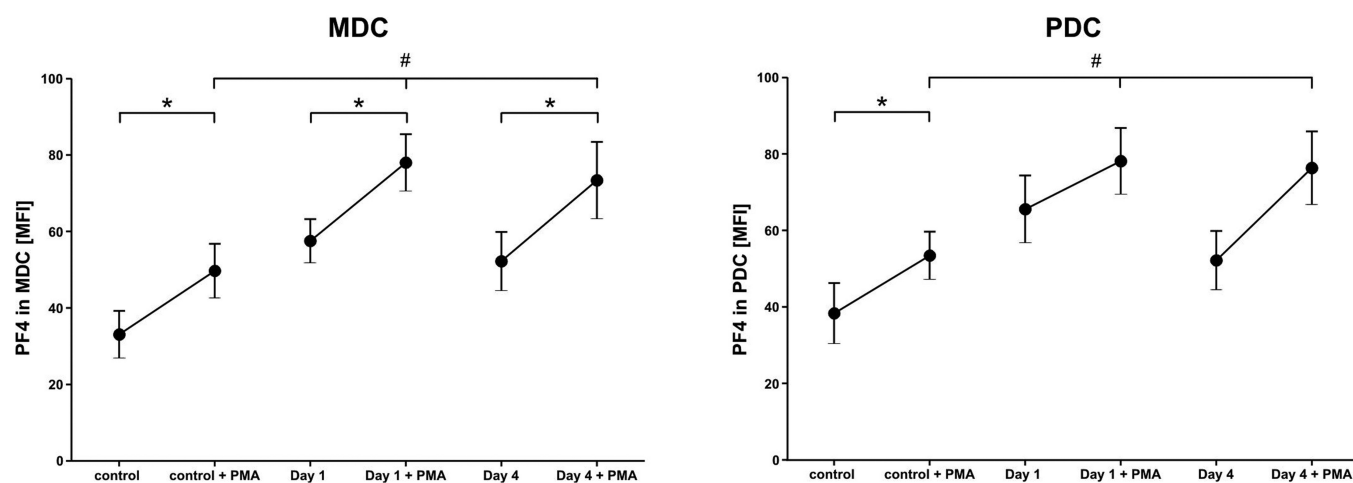 MDC
#
* * *
PF4 in MDC [MFI]
100
80
60
40
20
0
control control + PMA Day 1 Day 1 + PMA Day 4 Day 4 + PMA
PDC
#
*
PF4 in PDC [MFI]
100
80
60
40
20
0
control control + PMA Day 1 Day 1 + PMA Day 4 Day 4 + PMA